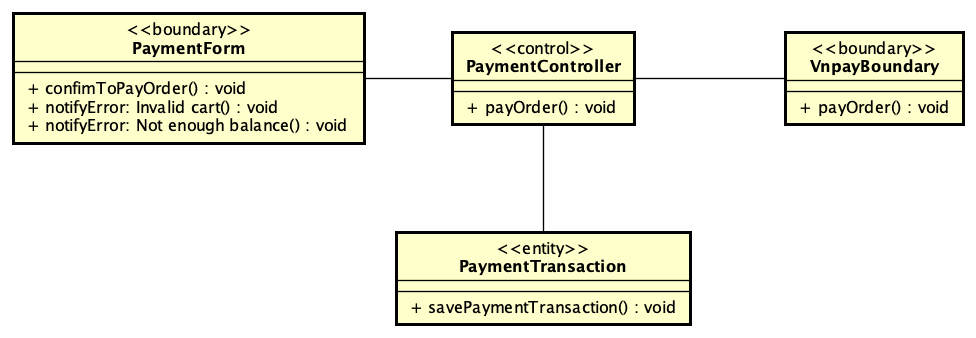 <<boundary>>
PaymentForm
+ confimToPayOrder() : void
+ notifyError: Invalid cart() : void
+ notifyError: Not enough balance() : void
<<control>>
PaymentController
+ payOrder() : void
<<boundary>>
VnpayBoundary
+ payOrder() : void
<<entity>>
PaymentTransaction
+ savePaymentTransaction() : void